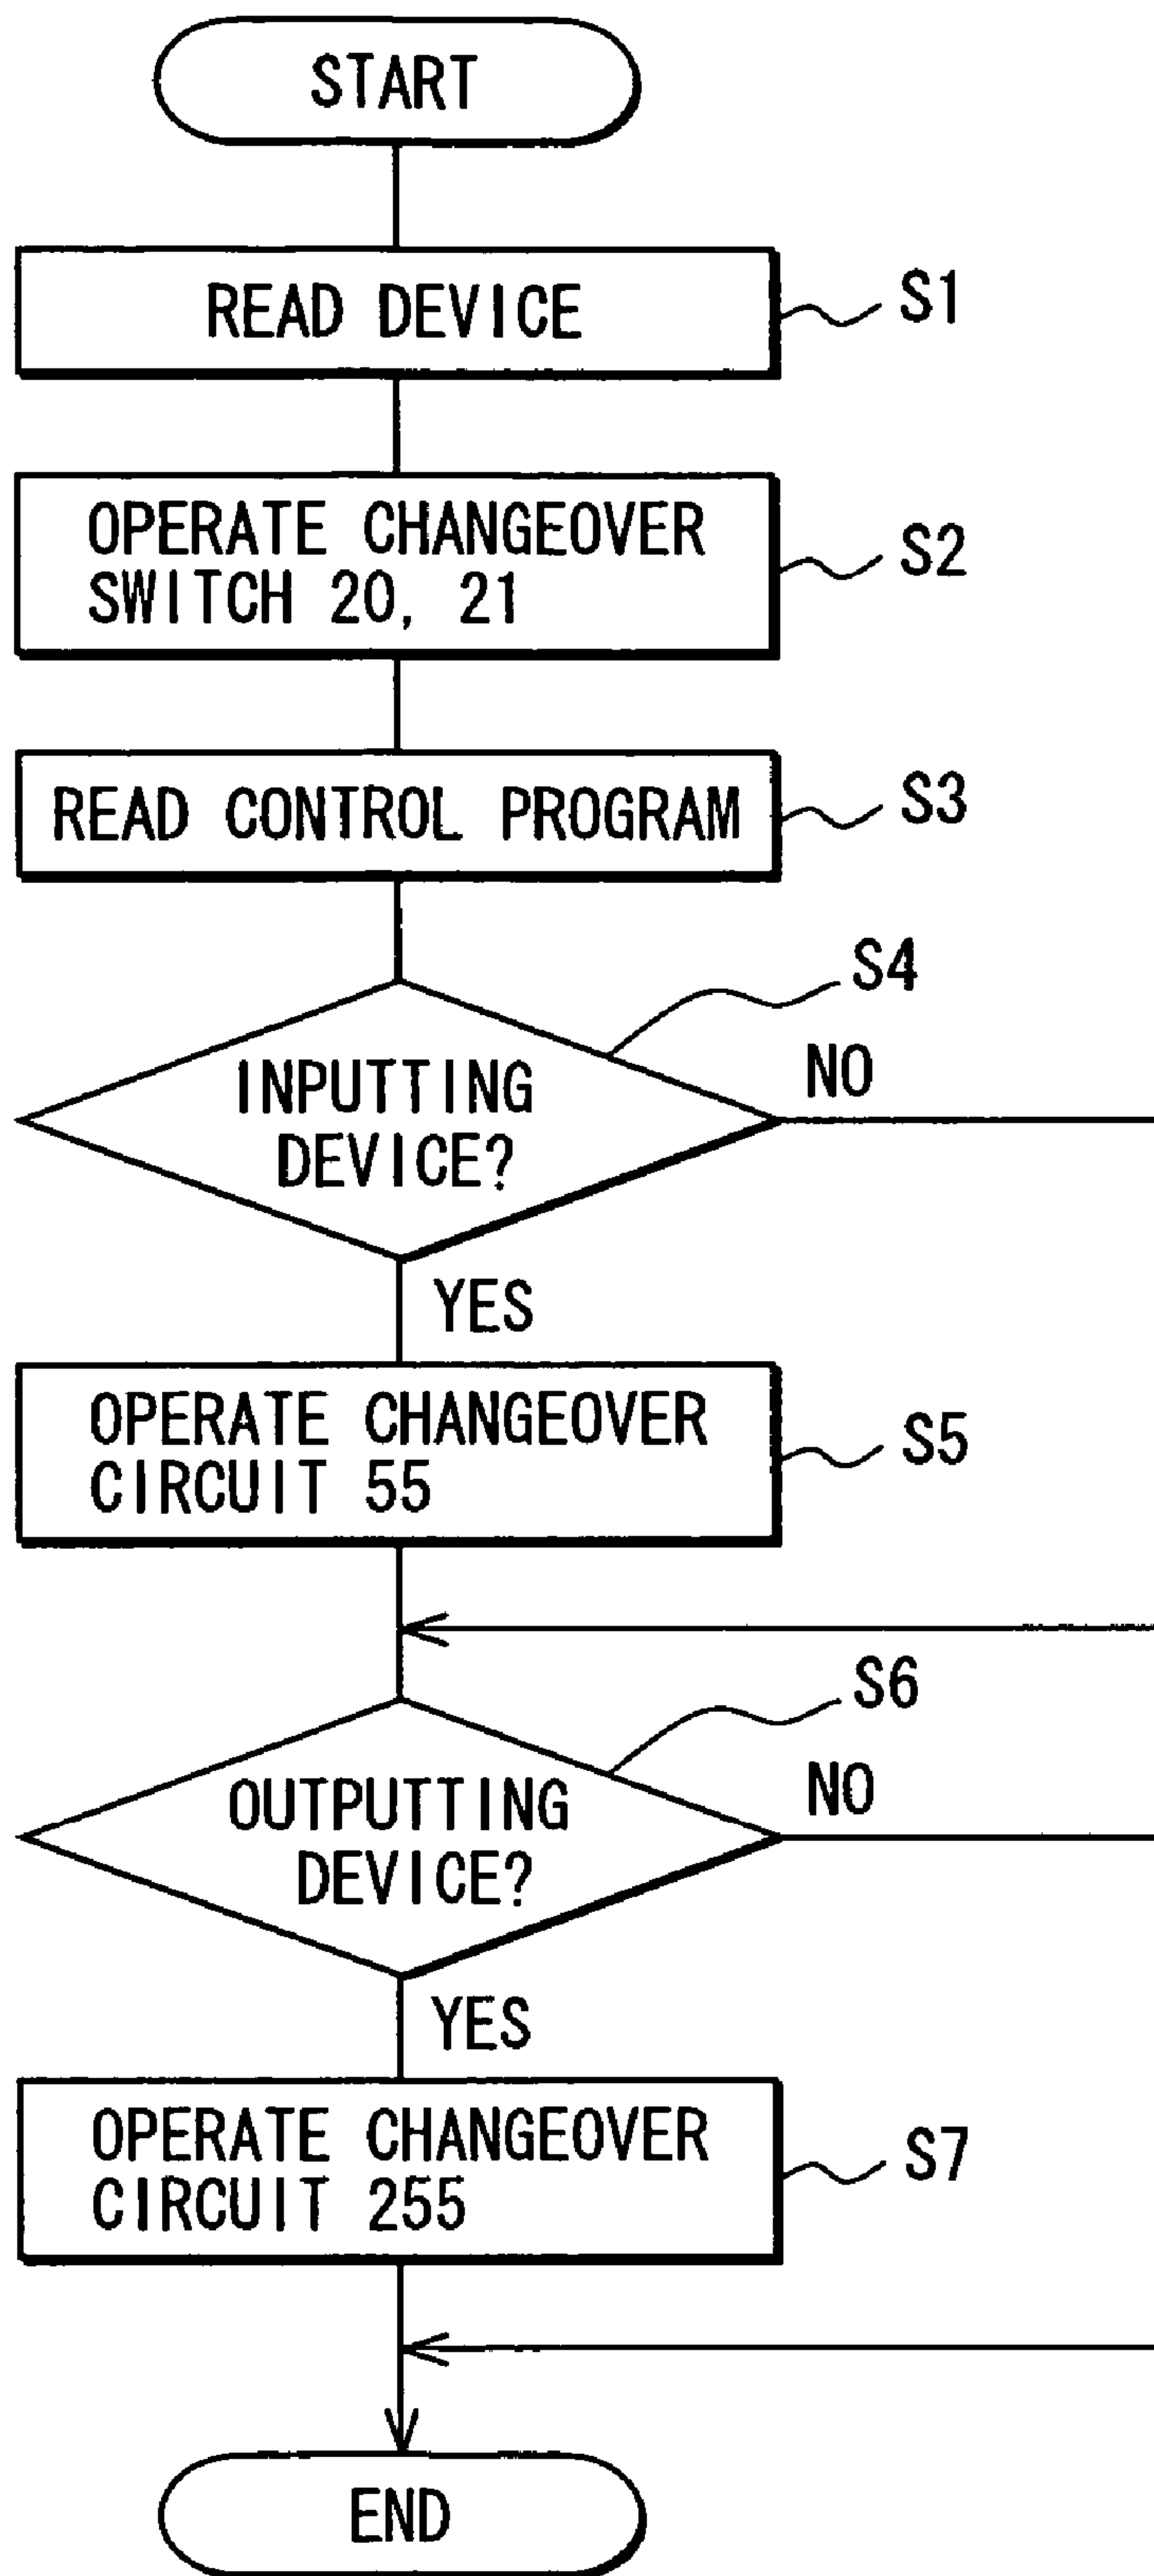 START
READ DEVICE
S1
OPERATE CHANGEOVER
SWITCH 20, 21
S2
READ CONTROL PROGRAM
S3
S4
INPUTTING
DEVICE?
NO
YES
OPERATE CHANGEOVER
CIRCUIT 55
S5
S6
OUTPUTTING
DEVICE?
NO
YES
OPERATE CHANGEOVER
CIRCUIT 255
S7
END